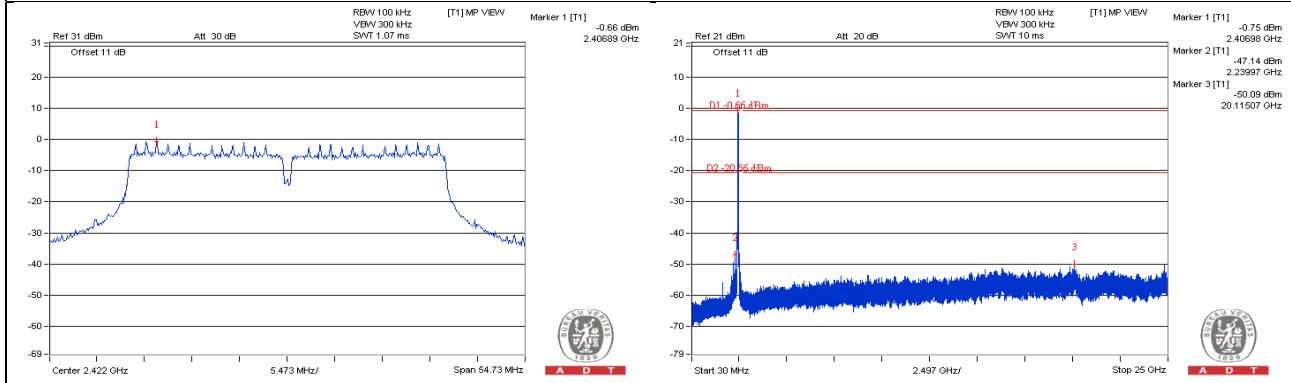 RBW 100 kHz
VBW 300 kHz
SWT 1.07 ms
[T1] MP VIEW
Ref 31 dBm
Att 30 dB
Offset 11 dB
Marker 1 [T1]
-0.66 dBm
2.40689 GHz
31
20
10
0
-10
-20
-30
-40
-50
-60
-69
1
Center 2.422 GHz
5.473 MHz/
Span 54.73 MHz
BUREAU VERITAS
1828
A D T
RBW 100 kHz
VBW 300 kHz
SWT 10 ms
[T1] MP VIEW
Ref 21 dBm
Att 20 dB
Offset 11 dB
Marker 1 [T1]
-0.75 dBm
2.40698 GHz
Marker 2 [T1]
-47.14 dBm
2.23997 GHz
Marker 3 [T1]
-50.09 dBm
20.11507 GHz
21
10
0
-10
-20
-30
-40
-50
-60
-70
-79
1
D1 -0.66 dBm
D2 -20.66 dBm
2
3
Start 30 MHz
2.497 GHz/
Stop 25 GHz
BUREAU VERITAS
1828
A D T